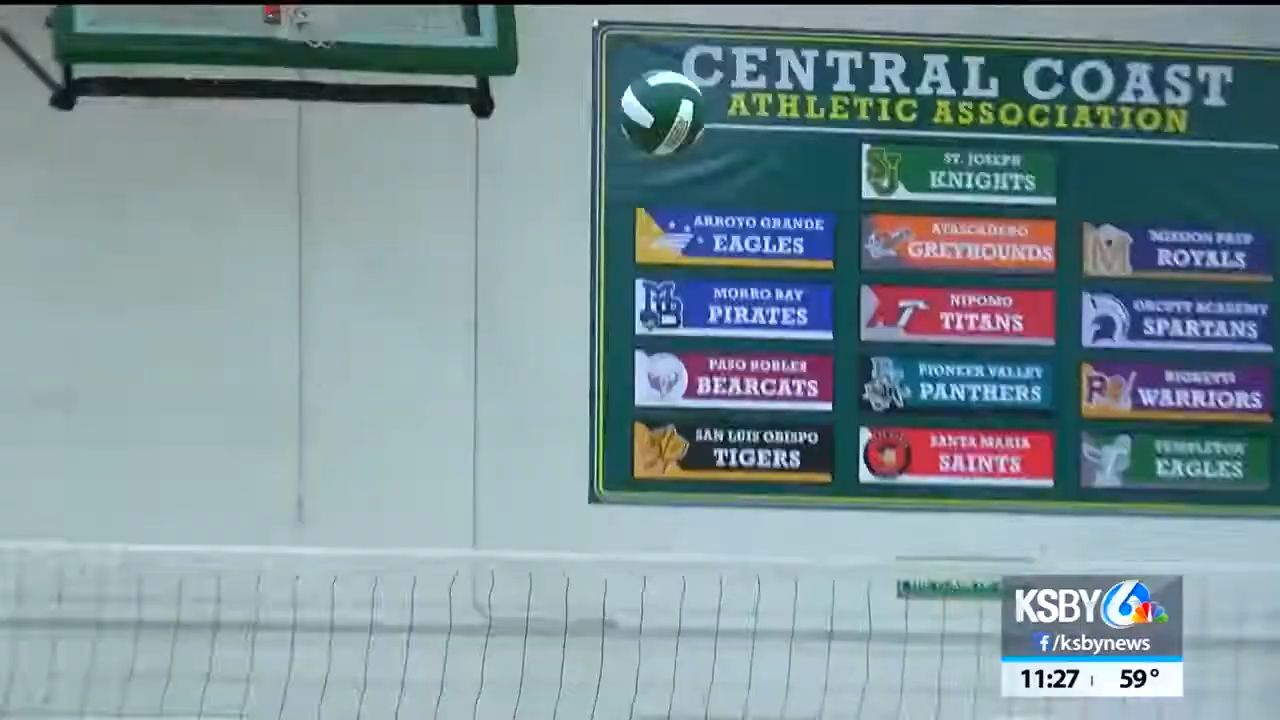 CENTRAL COAST
ATHLETIC ASSOCIATION
ST. JOSEPH
KNIGHTS
ARROYO GRANDE
EAGLES
ATASCADERO
GREYHOUNDS
MISSION PREP
ROYALS
MORRO BAY
PIRATES
NIPOMO
TITANS
ORCUTT ACADEMY
SPARTANS
PASO ROBLES
BEARCATS
PIONEER VALLEY
PANTHERS
RIGHETTI
WARRIORS
SAN LUIS OBISPO
TIGERS
SANTA MARIA
SAINTS
TEMPLETON
EAGLES
KSBY 6
f/ksbynews
11:27 59°